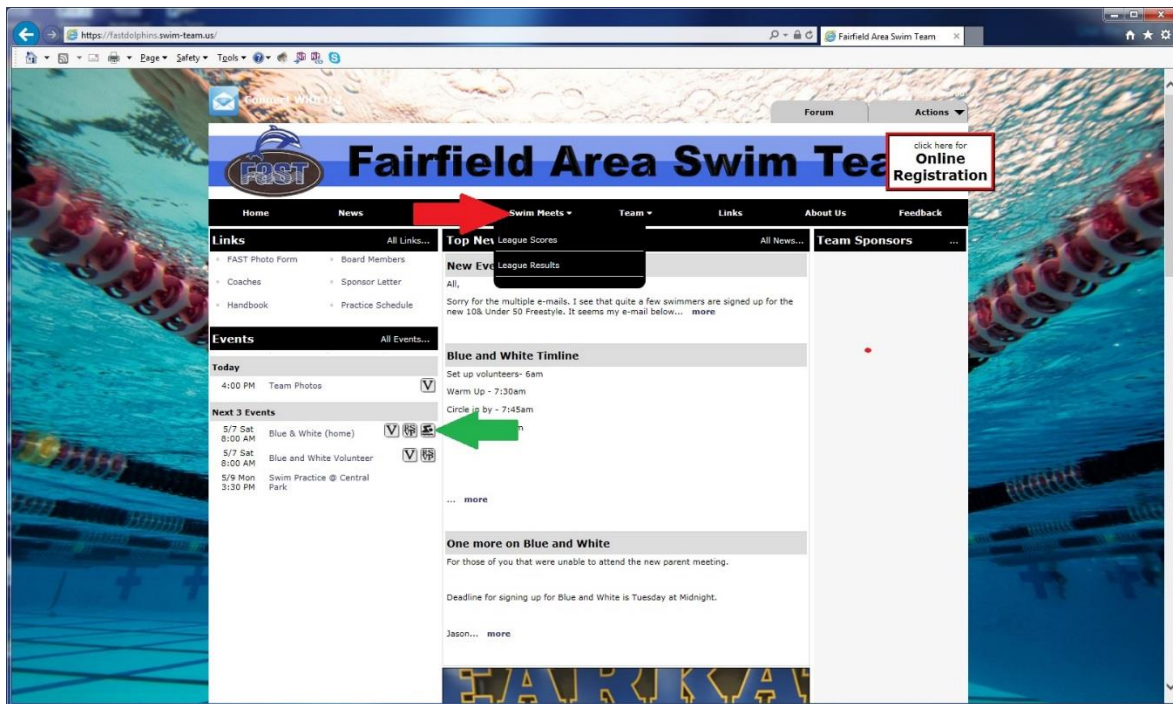 https://fastdolphins.swim-team.us/
Fairfield Area Swim Team
Page Safety Tools
Connect With Us
Forum Actions
FAST
Fairfield Area Swim Tea
click here for
Online
Registration
Home News Swim Meets Team Links About Us Feedback
League Scores
League Results
Links All Links...
FAST Photo Form Board Members
Coaches Sponsor Letter
Handbook Practice Schedule
Events All Events...
Today
4:00 PM Team Photos V
Next 3 Events
5/7 Sat
8:00 AM Blue & White (home) V
5/7 Sat
8:00 AM Blue and White Volunteer V
5/9 Mon Swim Practice @ Central
3:30 PM Park
Top New All News...
New Eve
All,
Sorry for the multiple e-mails. I see that quite a few swimmers are signed up for the
new 10& Under 50 Freestyle. It seems my e-mail below... more
Blue and White Timline
Set up volunteers- 6am
Warm Up - 7:30am
Circle in by - 7:45am
... more
One more on Blue and White
For those of you that were unable to attend the new parent meeting.
Deadline for signing up for Blue and White is Tuesday at Midnight.
Jason... more
Team Sponsors ...